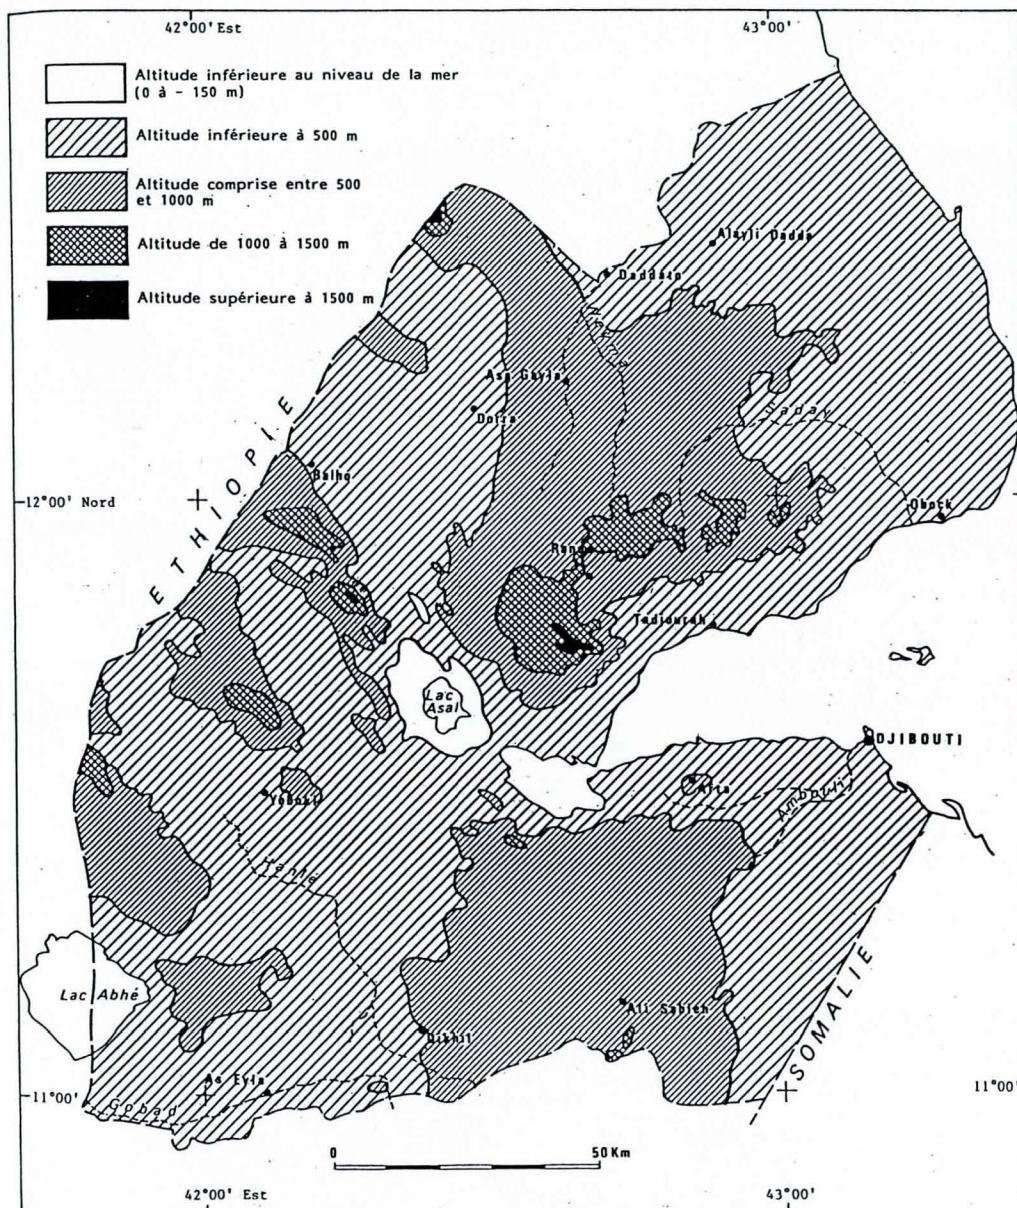 42°00' Est
43°00'
Altitude inférieure au niveau de la mer
(0 à - 150 m)
Altitude inférieure à 500 m
Altitude comprise entre 500
et 1000 m
Altitude de 1000 à 1500 m
Altitude supérieure à 1500 m
Alayli Dadda
Daddato
Asa Gayla
Dorra
Saday
ETHIOPIE
Balho
12°00' Nord
Obock
Tadjourah
Lac
Asal
DJIBOUTI
Arta
Ambouli
Yoboki
Hanlé
Lac Abhé
Ali Sabieh
Dikhil
SOMALIE
As Eyla
Gobad
11°00'
11°00'
0
50 Km
42°00' Est
43°00'